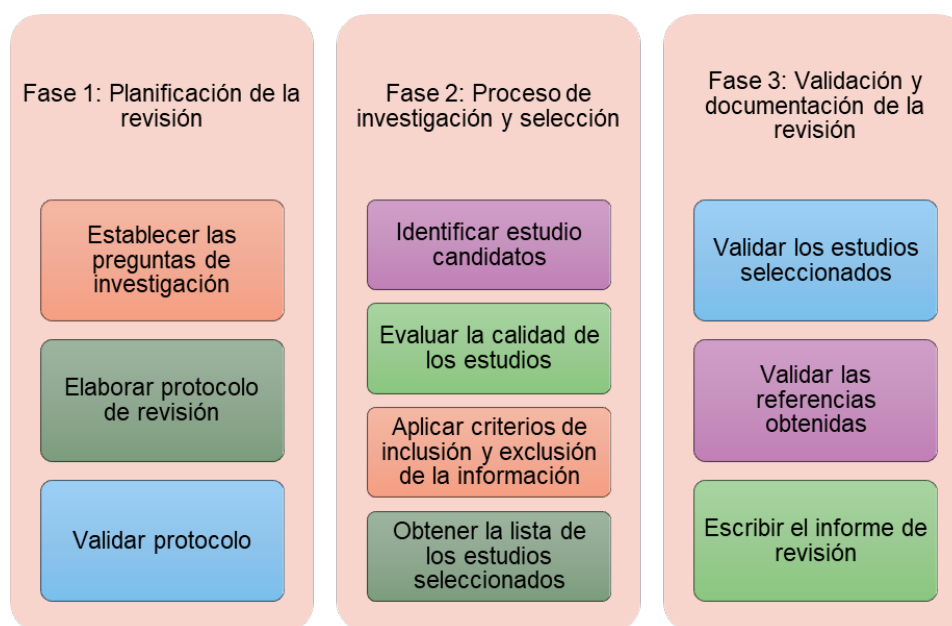 Fase 1: Planificación de la
revisión
Establecer las
preguntas de
investigación
Elaborar protocolo
de revisión
Validar protocolo
Fase 2: Proceso de
investigación y selección
Identificar estudio
candidatos
Evaluar la calidad de
los estudios
Aplicar criterios de
inclusión y exclusión
de la información
Obtener la lista de
los estudios
seleccionados
Fase 3: Validación y
documentación de la
revisión
Validar los estudios
seleccionados
Validar las
referencias
obtenidas
Escribir el informe de
revisión